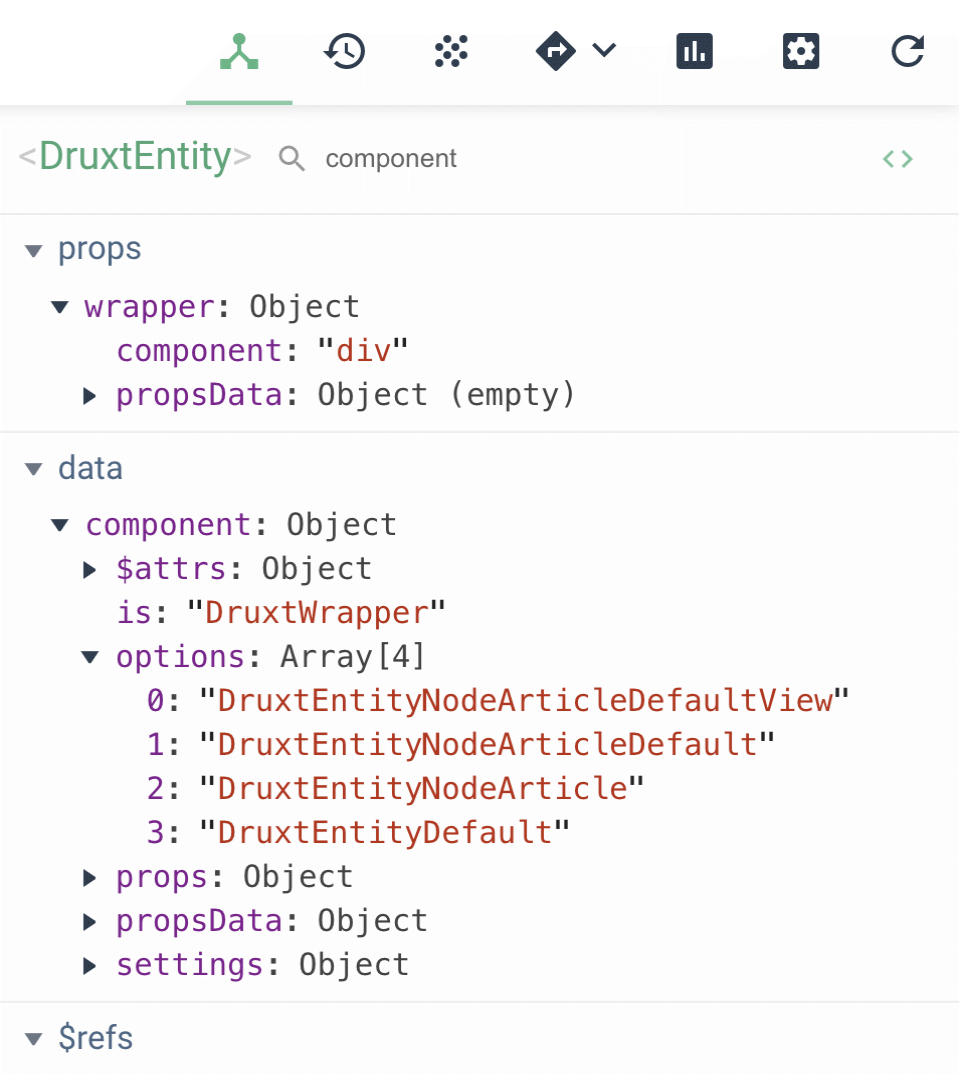 <DruxtEntity> component
props
wrapper: Object
component: "div"
propsData: Object (empty)
data
component: Object
$attrs: Object
is: "DruxtWrapper"
options: Array[4]
0: "DruxtEntityNodeArticleDefaultView"
1: "DruxtEntityNodeArticleDefault"
2: "DruxtEntityNodeArticle"
3: "DruxtEntityDefault"
props: Object
propsData: Object
settings: Object
$refs